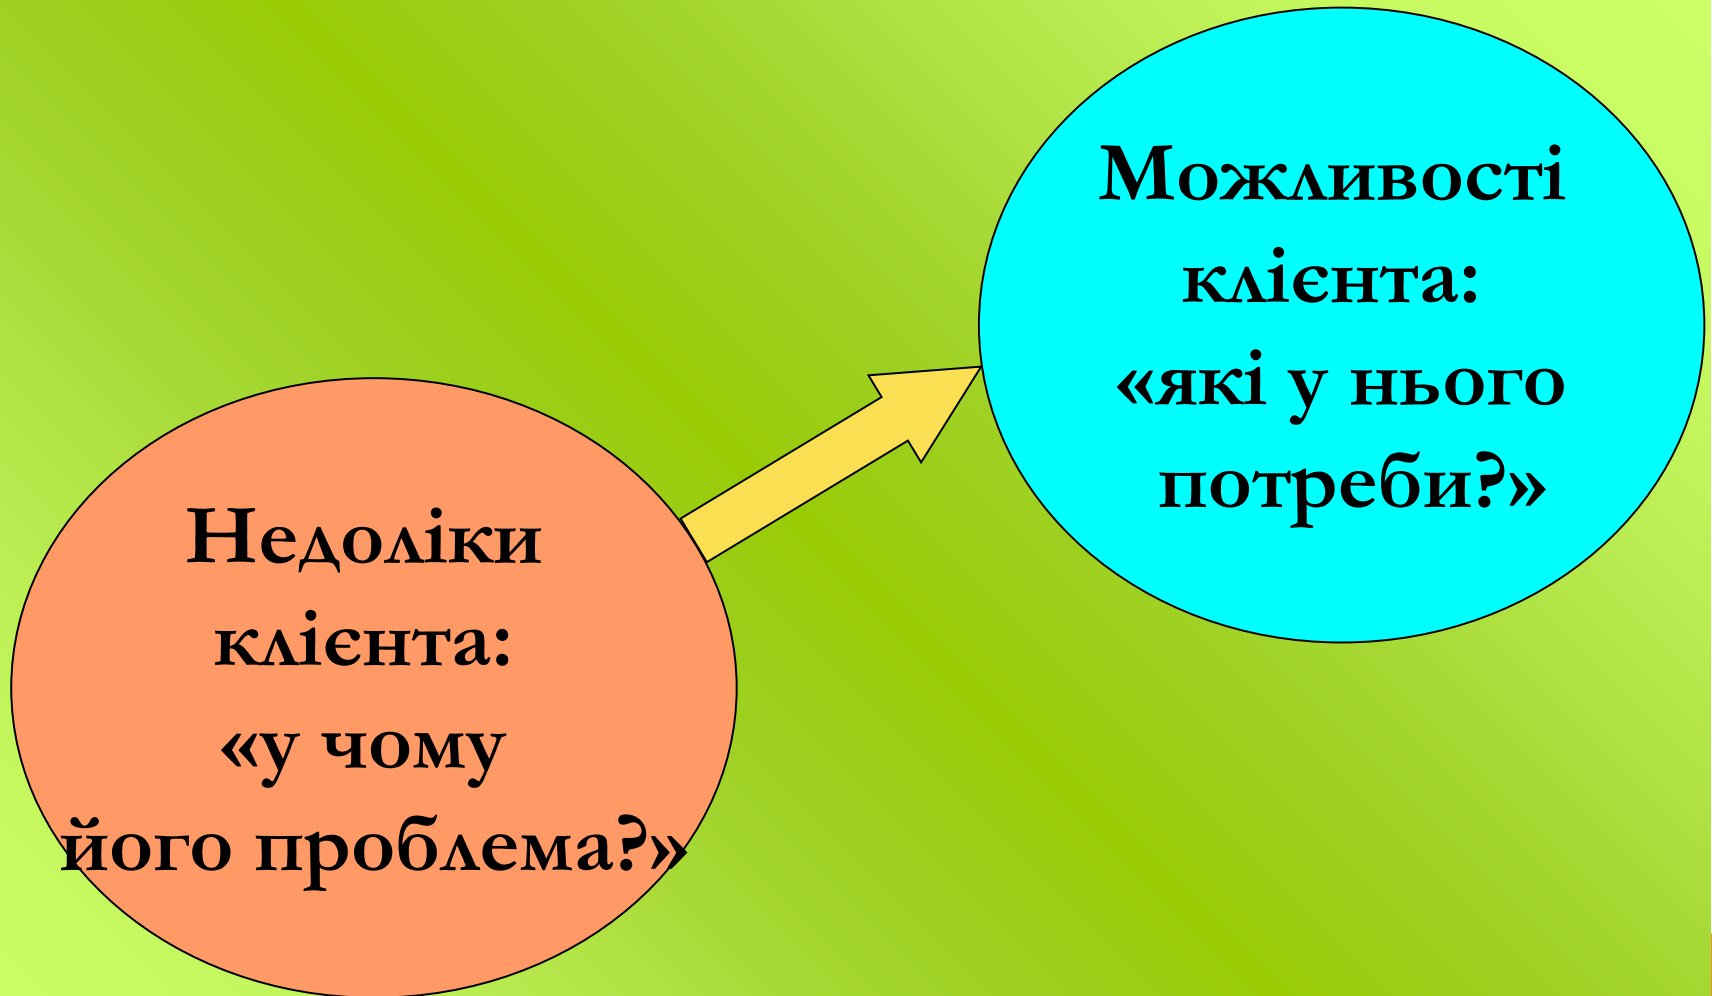 Можливості
клієнта:
«які у нього
потреби?»
Недоліки
клієнта:
«у чому
його проблема?»